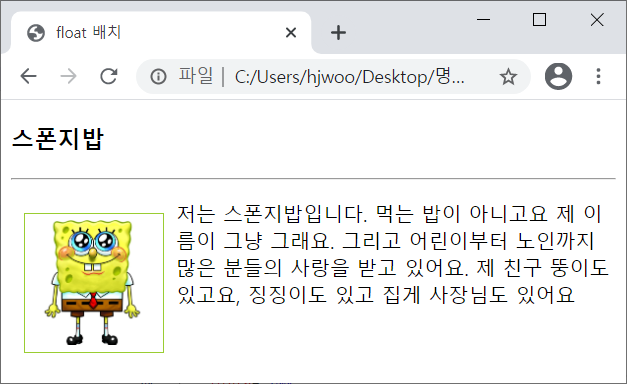 float 배치
파일 | C:/Users/hjwoo/Desktop/명...
스폰지밥
저는 스폰지밥입니다. 먹는 밥이 아니고요 제 이
름이 그냥 그래요. 그리고 어린이부터 노인까지
많은 분들의 사랑을 받고 있어요. 제 친구 뚱이도
있고요, 징징이도 있고 집게 사장님도 있어요